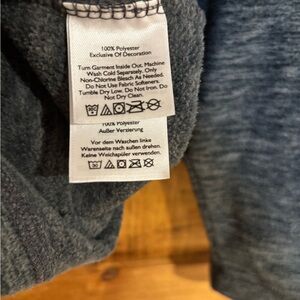 100% Polyester
Exclusive Of Decoration
Turn Garment Inside Out, Machine
Wash Cold Separately. Only
Non-Chlorine Bleach As Needed.
Do Not Use Fabric Softeners.
Tumble Dry Low. Do Not Iron. Do
Not Dry Clean.
100% Polyester
Außer Verzierung
Vor dem Waschen linke
Warenseite nach außen drehen.
Keine Weichspüler verwenden.